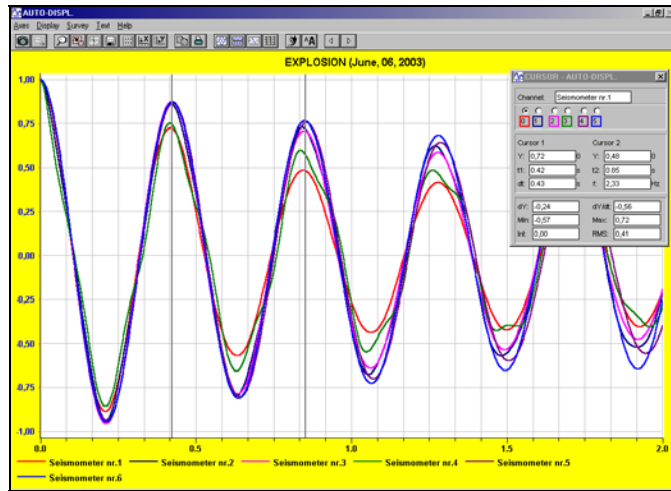 AUTO-DISPL.
Axes Display Survey Text Help
EXPLOSION (June, 06, 2003)
1,00
0,75
0,50
0,25
0,00
0,25
0,50
0,75
-1,00
0.0 0.5 1.0 1.5 2.0
CURSOR - AUTO-DISPL.
Channel: Seismometer nr.1
0 1 2 3 4 5
Cursor 1 Cursor 2
Y: 0,72 0 Y: 0,48 0
t1: 0.42 s t2: 0.85 s
dt: 0.43 s f: 2,33 Hz
dY: -0,24 dY/dt: -0,56
Min: -0,57 Max: 0,72
Int: 0,00 RMS: 0,41
Seismometer nr.1 Seismometer nr.2 Seismometer nr.3 Seismometer nr.4 Seismometer nr.5
Seismometer nr.6